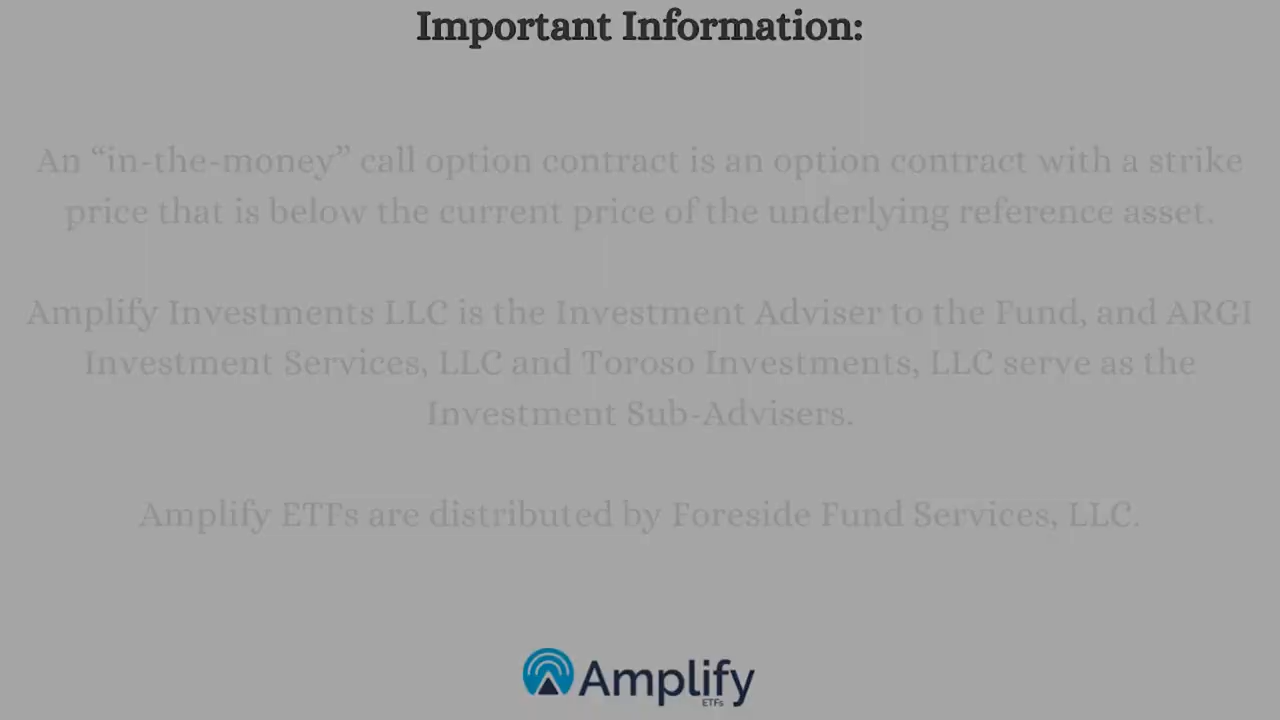 Important Information:
An “in-the-money” call option contract is an option contract with a strike
price that is below the current price of the underlying reference asset.
Amplify Investments LLC is the Investment Adviser to the Fund, and ARGI
Investment Services, LLC and Toroso Investments, LLC serve as the
Investment Sub-Advisers.
Amplify ETFs are distributed by Foreside Fund Services, LLC.
Amplify
ETFs